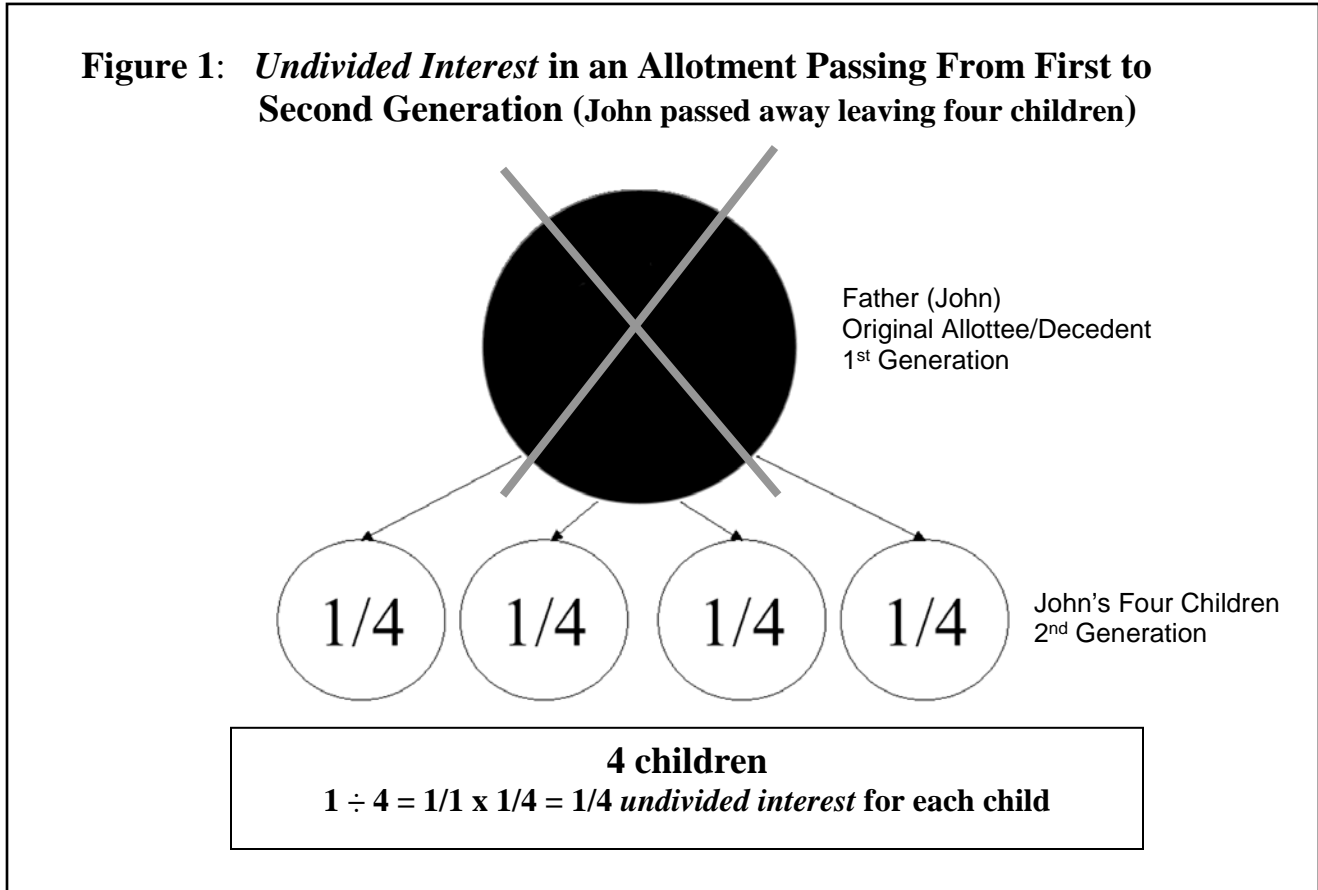 Figure 1: Undivided Interest in an Allotment Passing From First to
Second Generation (John passed away leaving four children)
Father (John)
Original Allottee/Decedent
1st Generation
1/4 1/4 1/4 1/4
John's Four Children
2nd Generation
4 children
1 ÷ 4 = 1/1 x 1/4 = 1/4 undivided interest for each child